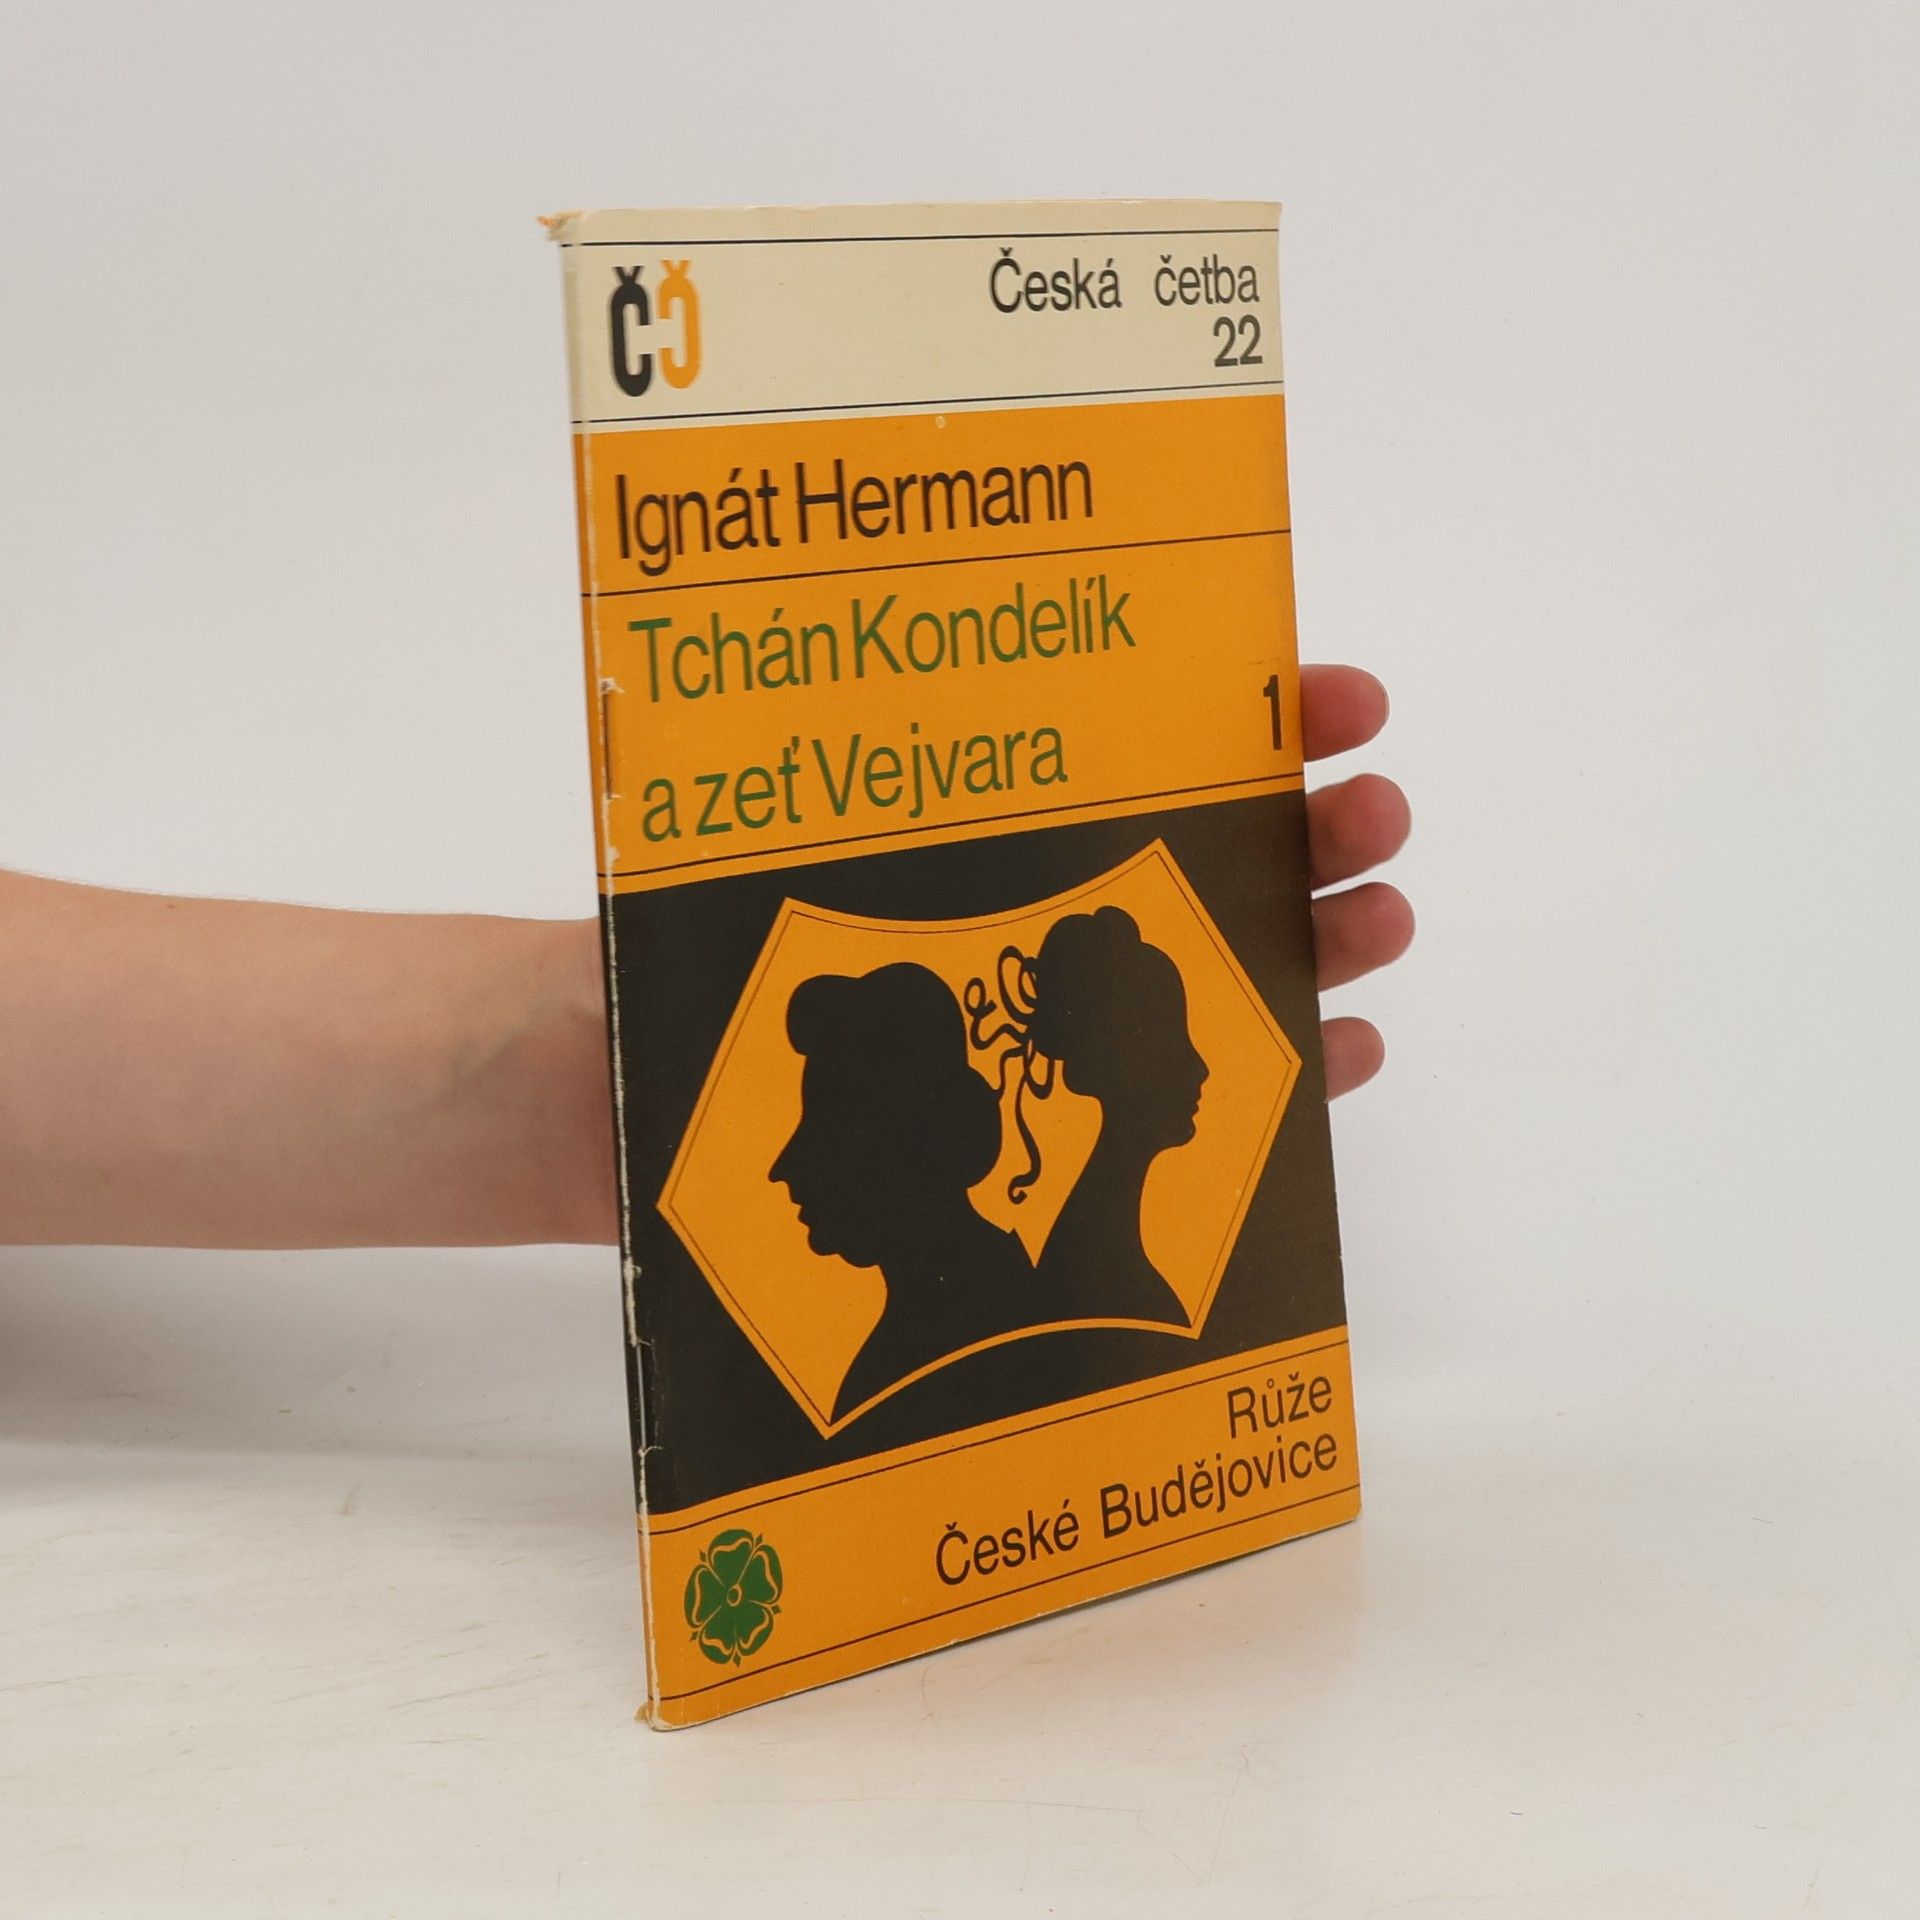 čč
Česká četba
22
Ignát Hermann
Tchán Kondelík
a zeť Vejvara 1
Růže
České Budějovice